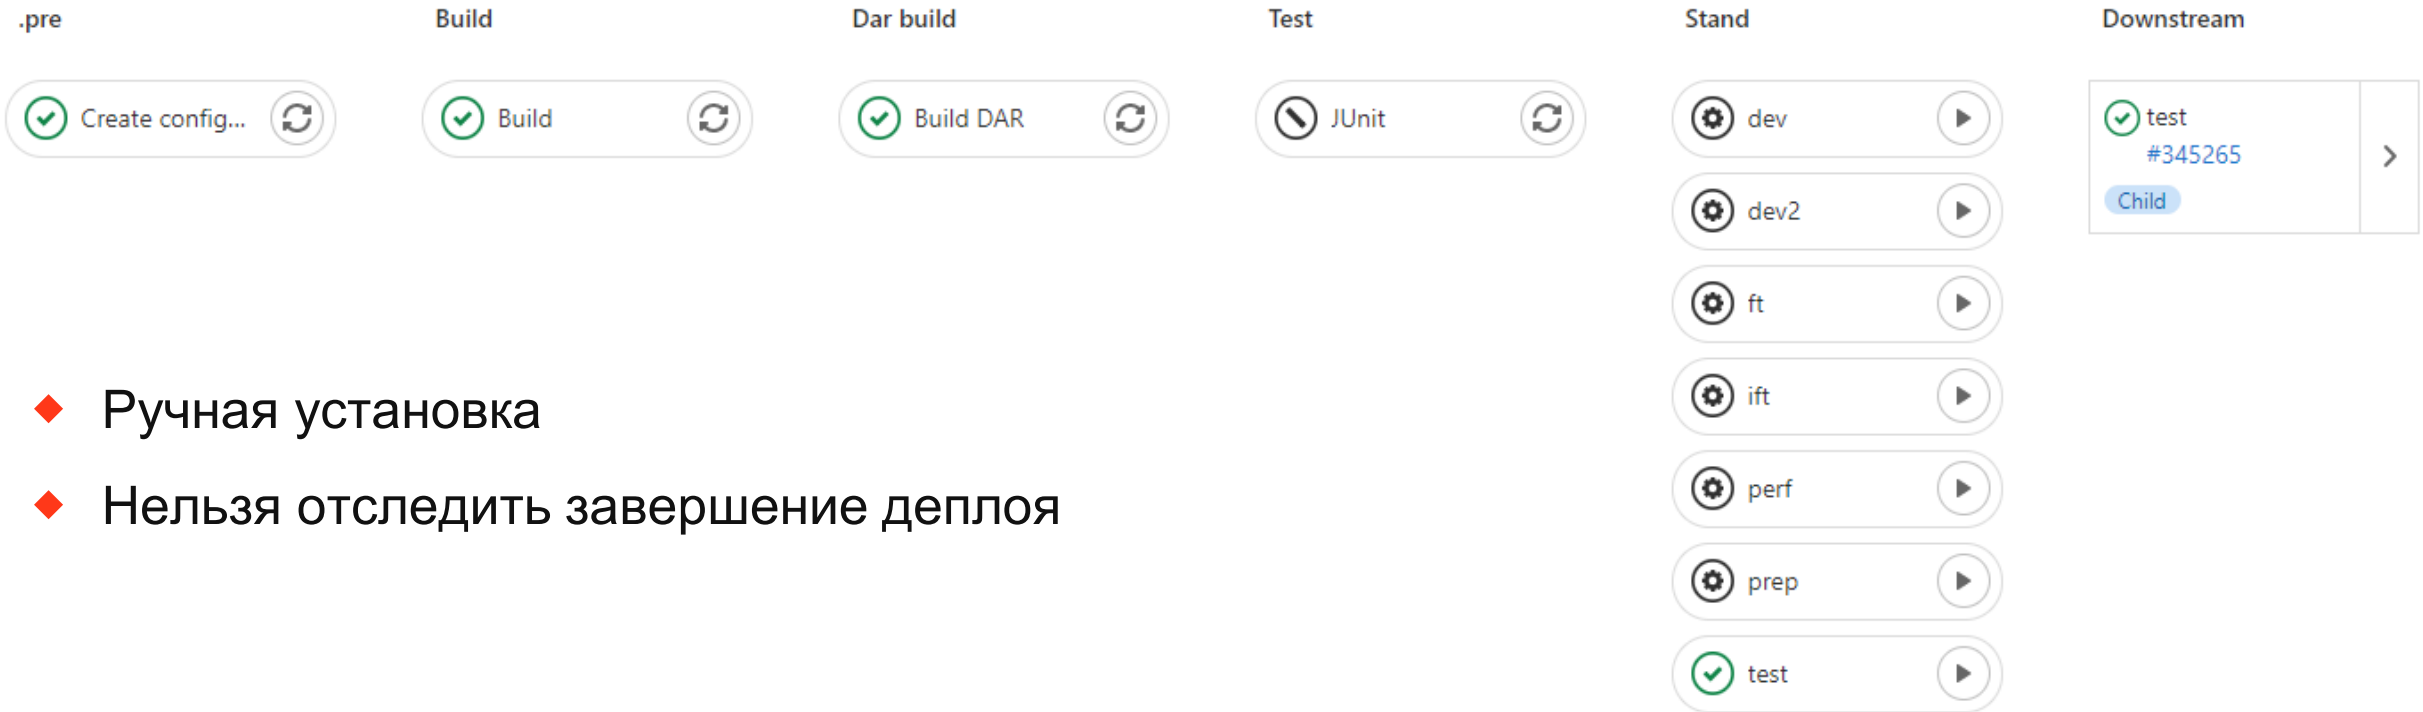 .pre
Build
Dar build
Test
Stand
Downstream
Create config...
Build
Build DAR
JUnit
dev
dev2
ft
ift
perf
prep
test
test
#345265
Child
Ручная установка
Нельзя отследить завершение деплоя